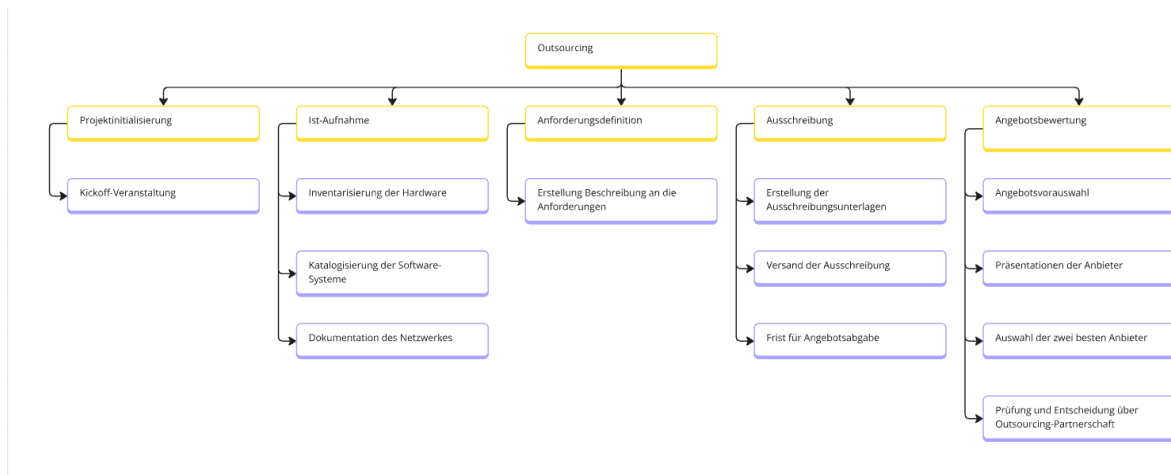 Outsourcing
Projektinitialisierung
Ist-Aufnahme
Anforderungsdefinition
Ausschreibung
Angebotsbewertung
Kickoff-Veranstaltung
Inventarisierung der Hardware
Erstellung Beschreibung an die
Anforderungen
Erstellung der
Ausschreibungsunterlagen
Angebotsvorauswahl
Katalogisierung der Software-
Systeme
Versand der Ausschreibung
Präsentationen der Anbieter
Dokumentation des Netzwerkes
Frist für Angebotsabgabe
Auswahl der zwei besten Anbieter
Prüfung und Entscheidung über
Outsourcing-Partnerschaft